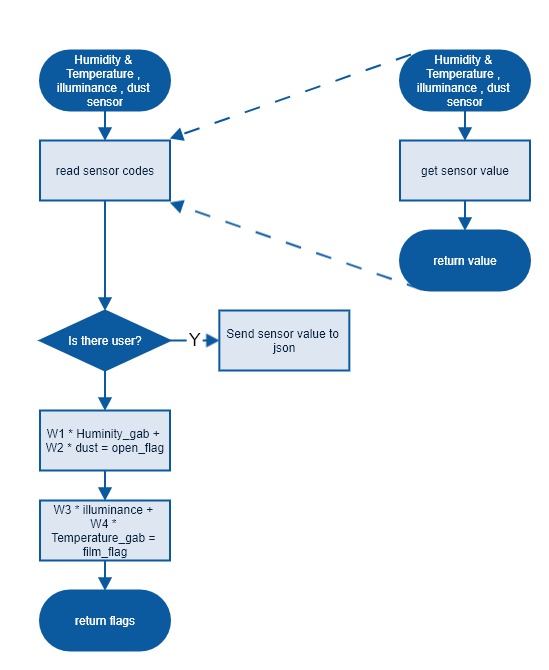 Humidity &
Temperature ,
illuminance , dust
sensor
read sensor codes
Is there user?
Y
Send sensor value to
json
W1 * Huminity_gab +
W2 * dust = open_flag
W3 * illuminance +
W4 *
Temperature_gab =
film_flag
return flags
Humidity &
Temperature ,
illuminance , dust
sensor
get sensor value
return value